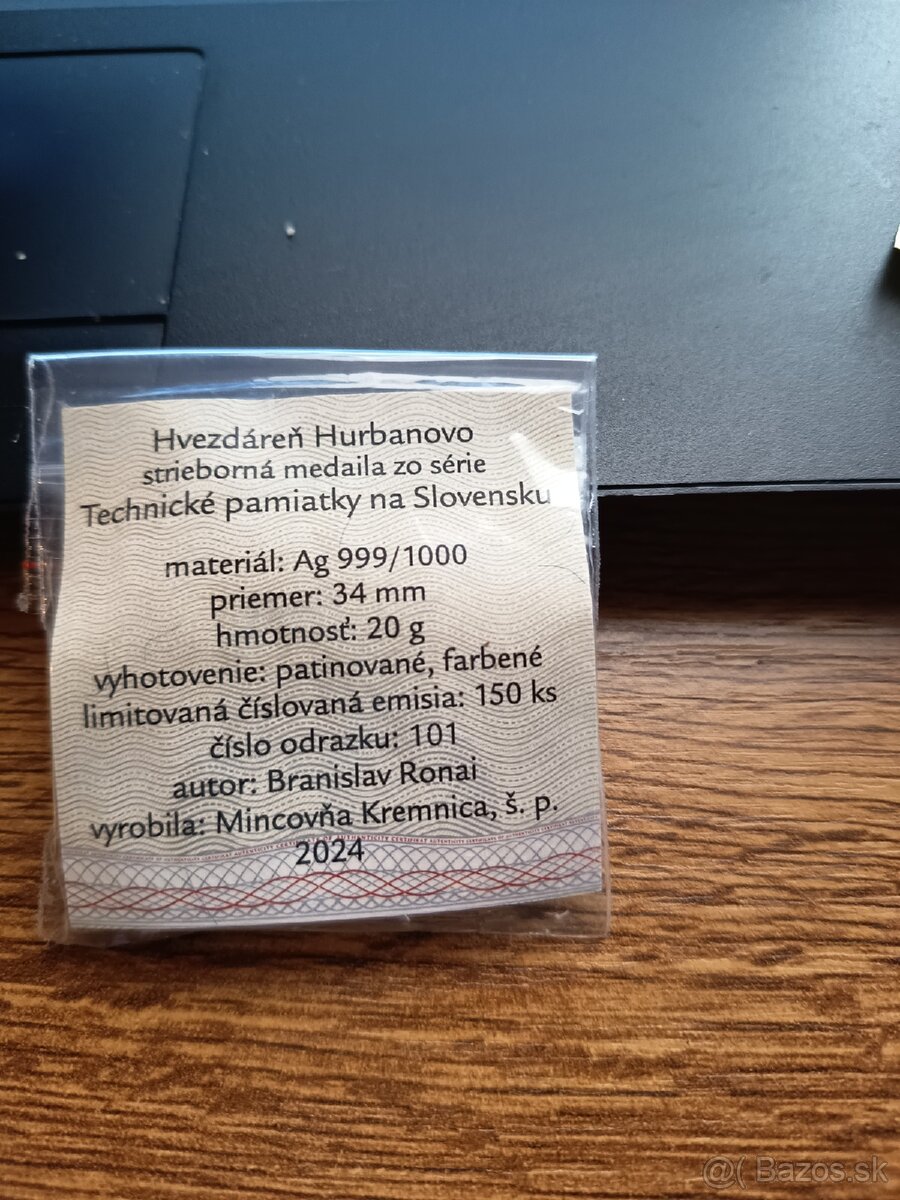 Hvezdáreň Hurbanovo
strieborná medaila zo série
Technické pamiatky na Slovensku
materiál: Ag 999/1000
priemer: 34 mm
hmotnosť: 20 g
vyhotovenie: patinované, farbené
limitovaná číslovaná emisia: 150 ks
číslo odrazku: 101
autor: Branislav Ronai
vyrobila: Mincovňa Kremnica, š. p.
2024
@( Bazos.sk